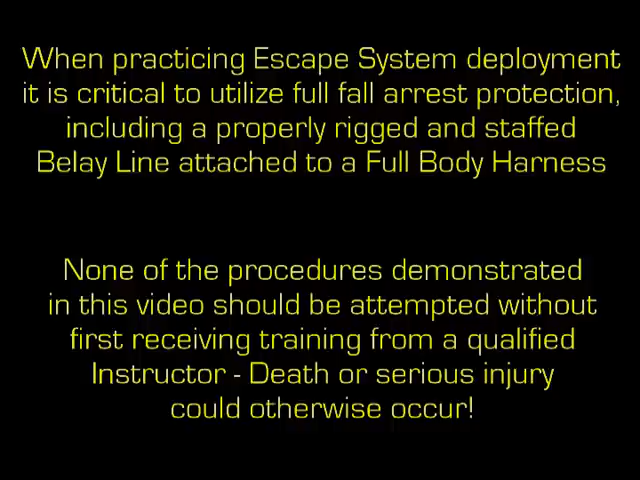 When practicing Escape System deployment
it is critical to utilize full fall arrest protection,
including a properly rigged and staffed
Belay Line attached to a Full Body Harness
None of the procedures demonstrated
in this video should be attempted without
first receiving training from a qualified
Instructor - Death or serious injury
could otherwise occur!